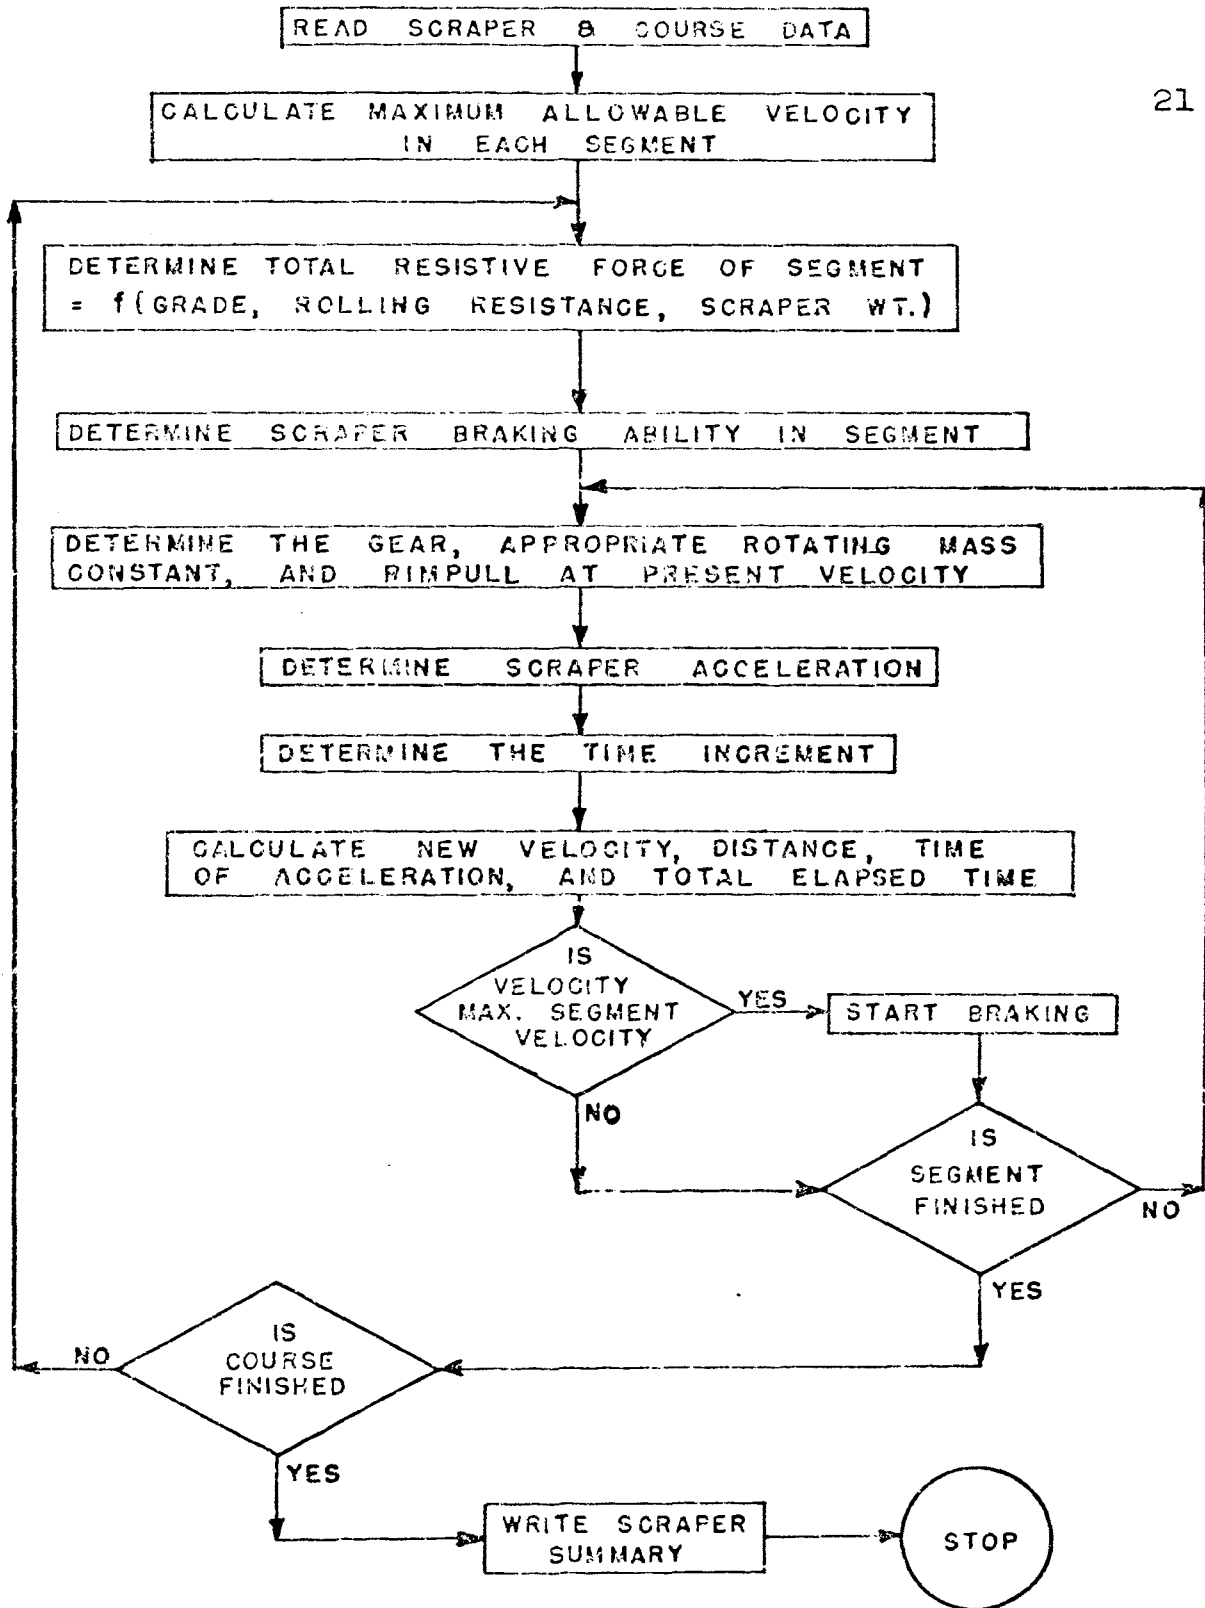 READ SCRAPER & COURSE DATA
21
CALCULATE MAXIMUM ALLOWABLE VELOCITY
IN EACH SEGMENT
DETERMINE TOTAL RESISTIVE FORCE OF SEGMENT
= f(GRADE, ROLLING RESISTANCE, SCRAPER WT.)
DETERMINE SCRAPER BRAKING ABILITY IN SEGMENT
DETERMINE THE GEAR, APPROPRIATE ROTATING MASS
CONSTANT, AND RIMPULL AT PRESENT VELOCITY
DETERMINE SCRAPER ACCELERATION
DETERMINE THE TIME INCREMENT
CALCULATE NEW VELOCITY, DISTANCE, TIME
OF ACCELERATION, AND TOTAL ELAPSED TIME
IS
VELOCITY
MAX. SEGMENT
VELOCITY
YES
START BRAKING
NO
IS
SEGMENT
FINISHED
NO
YES
IS
COURSE
FINISHED
NO
YES
WRITE SCRAPER
SUMMARY
STOP